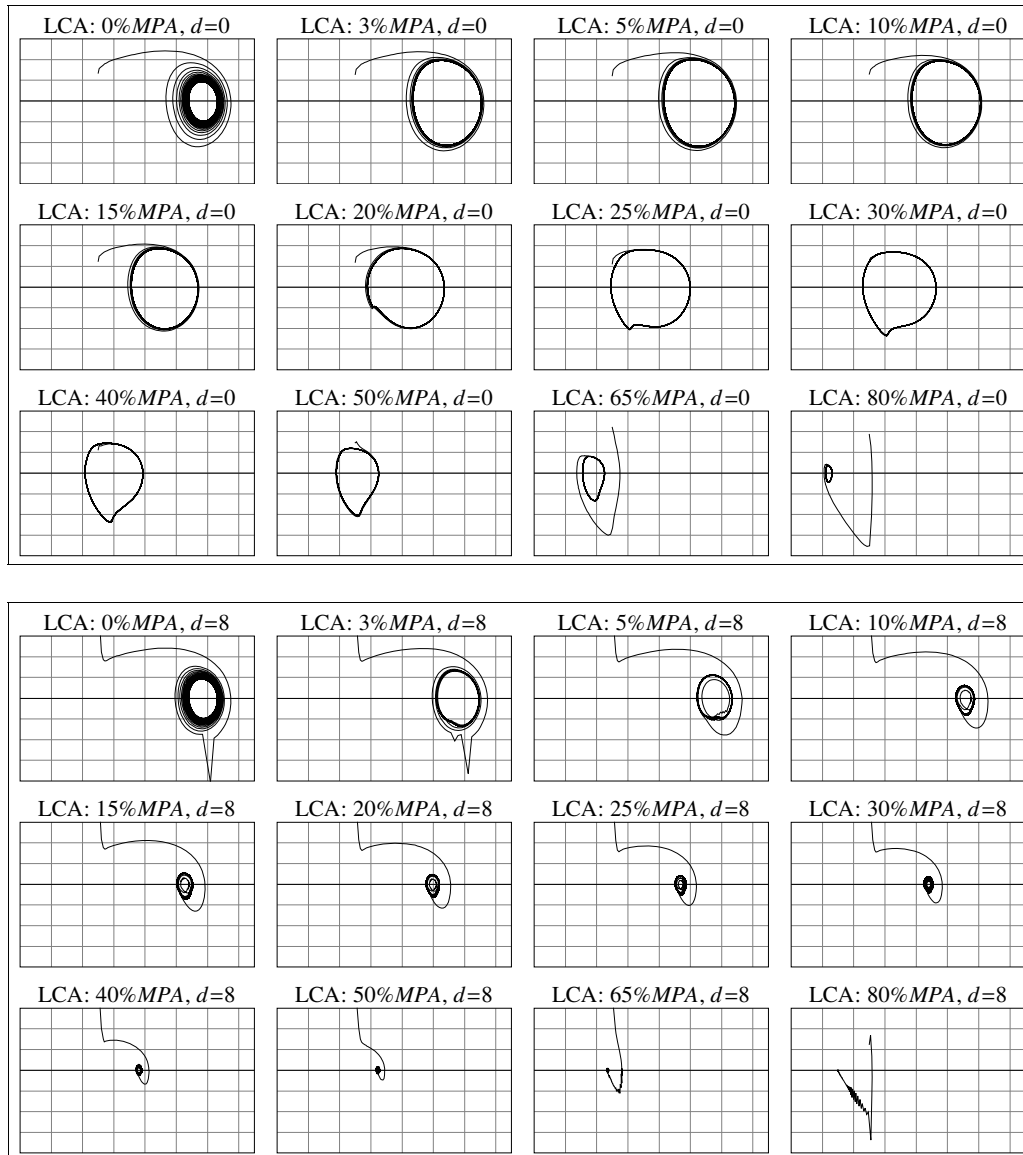 LCA: 0%MPA, d=0 LCA: 3%MPA, d=0 LCA: 5%MPA, d=0 LCA: 10%MPA, d=0
LCA: 15%MPA, d=0 LCA: 20%MPA, d=0 LCA: 25%MPA, d=0 LCA: 30%MPA, d=0
LCA: 40%MPA, d=0 LCA: 50%MPA, d=0 LCA: 65%MPA, d=0 LCA: 80%MPA, d=0
LCA: 0%MPA, d=8 LCA: 3%MPA, d=8 LCA: 5%MPA, d=8 LCA: 10%MPA, d=8
LCA: 15%MPA, d=8 LCA: 20%MPA, d=8 LCA: 25%MPA, d=8 LCA: 30%MPA, d=8
LCA: 40%MPA, d=8 LCA: 50%MPA, d=8 LCA: 65%MPA, d=8 LCA: 80%MPA, d=8